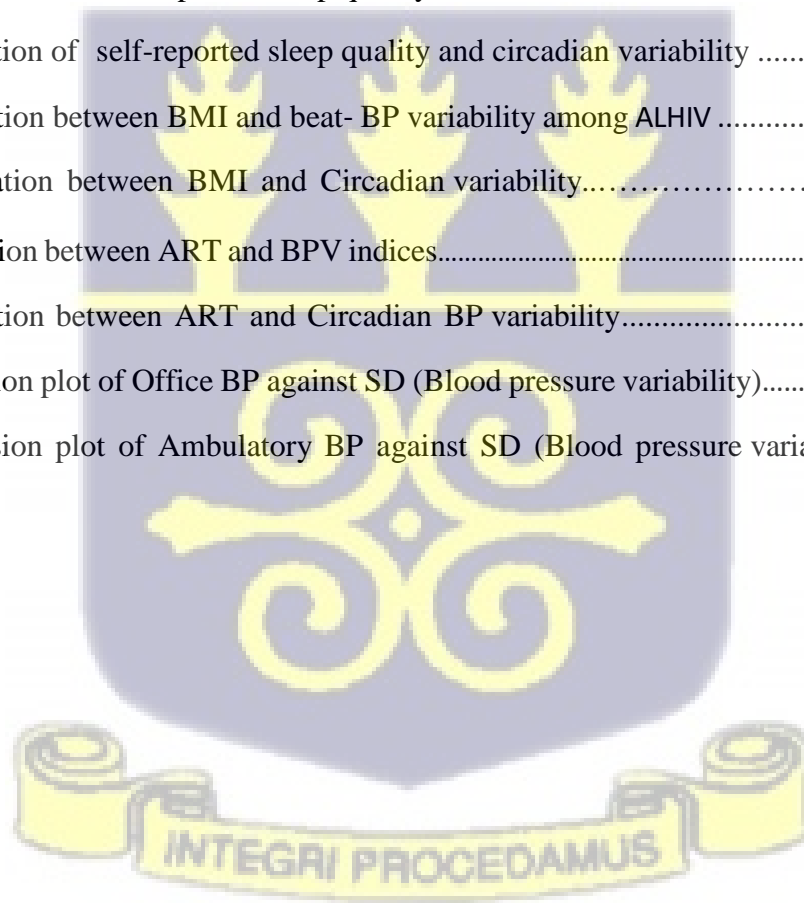 tion of self-reported sleep quality and circadian variability ......
tion between BMI and beat- BP variability among ALHIV ...........
ation between BMI and Circadian variability........................
ion between ART and BPV indices...............................................................
tion between ART and Circadian BP variability......................
ion plot of Office BP against SD (Blood pressure variability)......
sion plot of Ambulatory BP against SD (Blood pressure varia
INTEGRI PROCEDAMUS